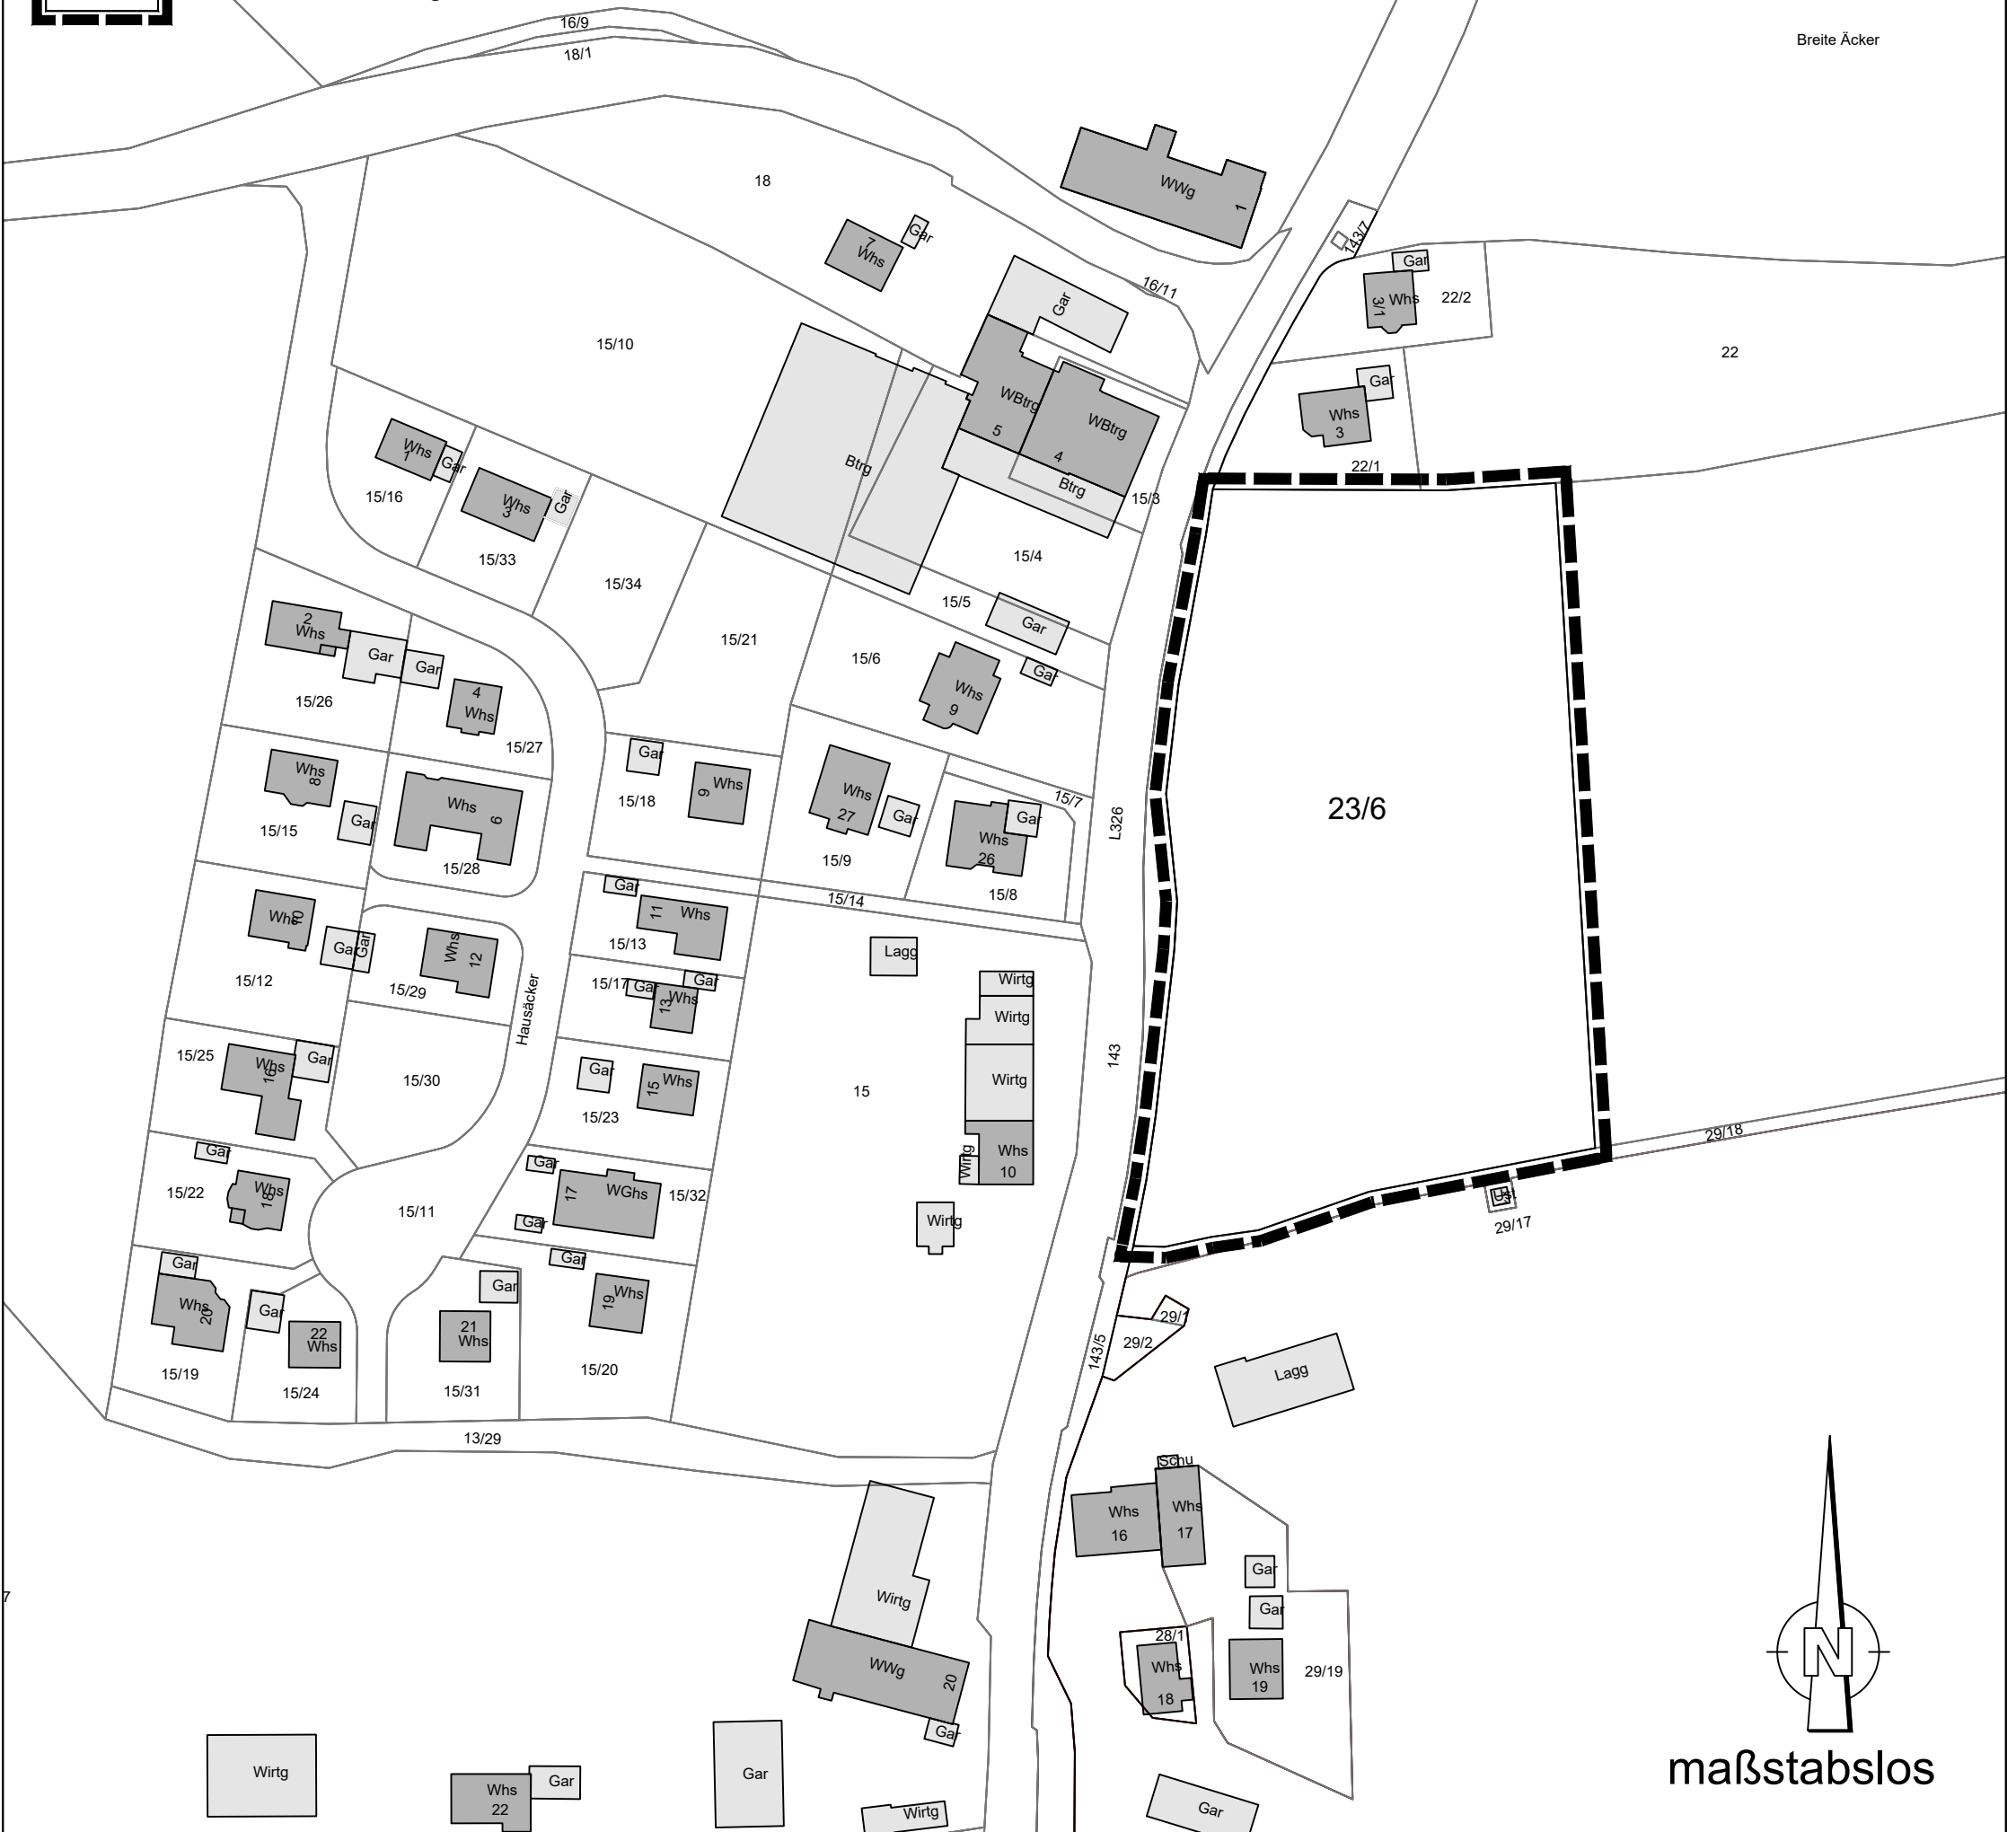 16/9
18/1
Breite Äcker
18
WWg
1
7
Whs
Gar
143/7
16/11
Gar
Gar
3/1
Whs
22/2
15/10
22
WBtrg
5
WBtrg
4
Gar
Whs
3
22/1
Btrg
Btrg
15/3
Whs
1
Gar
15/16
Whs
3
Gar
15/33
15/34
15/4
15/5
Gar
2
Whs
Gar
Gar
15/21
15/6
Gar
Whs
9
15/26
4
Whs
15/27
Whs
8
Gar
15/15
Whs
6
15/28
Gar
9
Whs
15/18
Whs
27
Gar
15/9
15/7
Gar
Whs
26
15/8
L326
23/6
15/14
Whs
10
Gar
Gar
15/12
Whs
12
15/29
Gar
11
Whs
15/13
Lagg
15/17
Gar
Gar
13
Whs
Wirtg
Wirtg
Wirtg
Hausäcker
143
15/25
Whs
16
Gar
15/30
Gar
15
Whs
15/23
15
29/18
Wirtg
Whs
10
Gar
Whs
18
15/22
15/11
Gar
17
WGhs
15/32
Gar
Wirtg
Ust
29/17
Gar
Whs
20
15/19
Gar
22
Whs
15/24
Gar
21
Whs
15/31
Gar
19
Whs
15/20
29/1
29/2
143/5
Lagg
13/29
Schu
Whs
16
Whs
17
Gar
Gar
7
Wirtg
WWg
20
Gar
28/1
Whs
18
Whs
19
29/19
N
maßstabslos
Wirtg
Whs
22
Gar
Gar
Wirtg
Gar